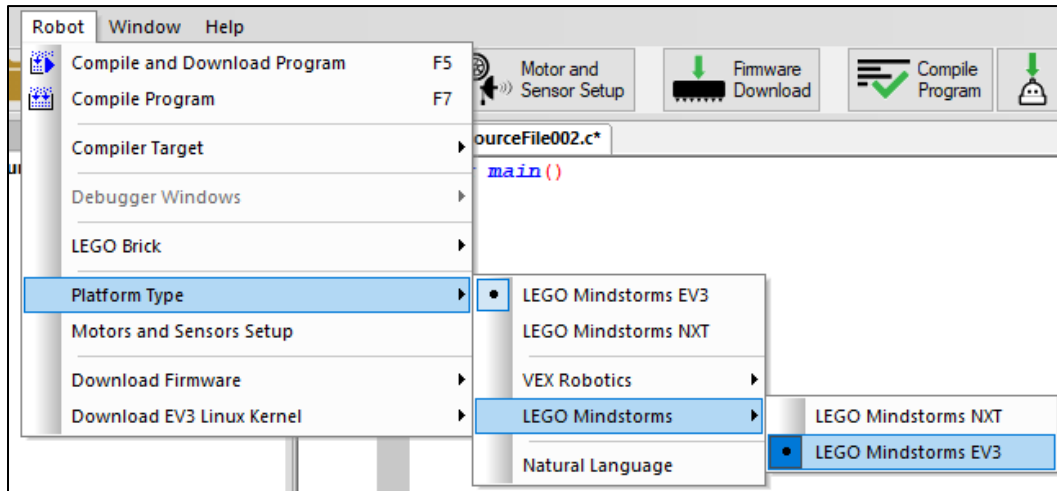 Robot Window Help
Compile and Download Program F5
Compile Program F7
Compiler Target
Debugger Windows
LEGO Brick
Platform Type
Motors and Sensors Setup
Download Firmware
Download EV3 Linux Kernel
Motor and
Sensor Setup
Firmware
Download
Compile
Program
ourceFile002.c*
main()
LEGO Mindstorms EV3
LEGO Mindstorms NXT
VEX Robotics
LEGO Mindstorms
Natural Language
LEGO Mindstorms NXT
LEGO Mindstorms EV3